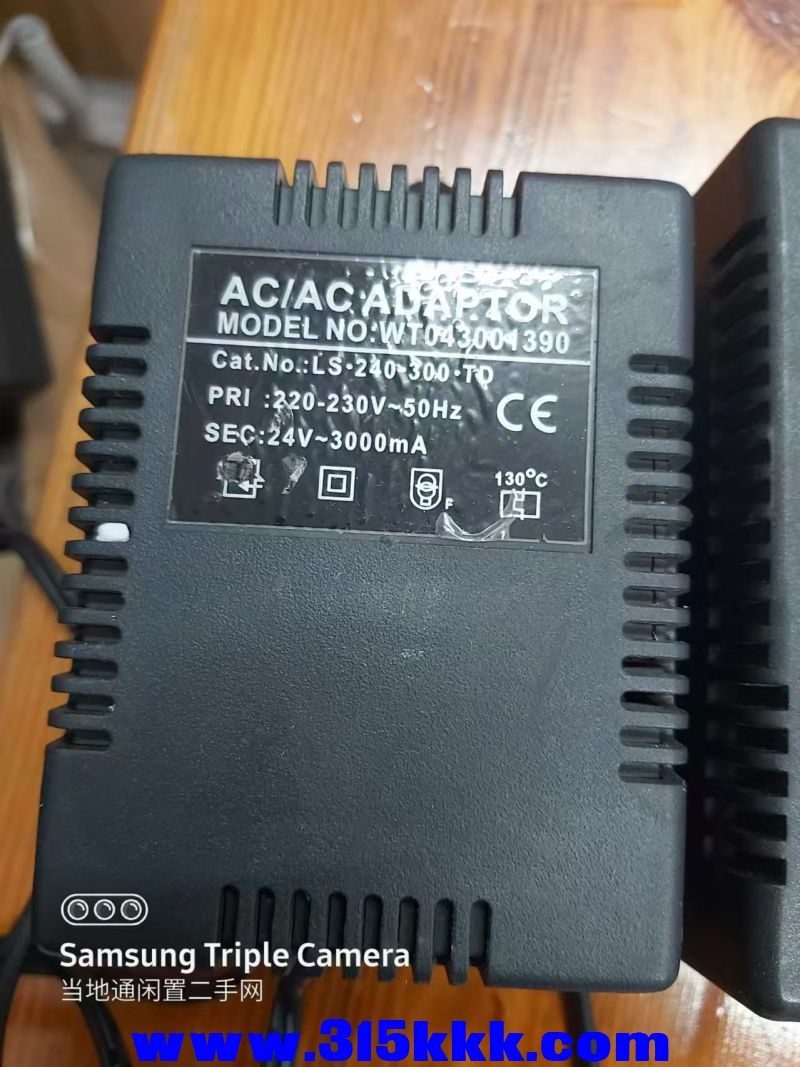 AC/AC ADAPTOR
MODEL NO:WT043001390
Cat.No.:LS·240·300·TD
PRI :220-230V~50Hz
CE
SEC:24V~3000mA
F
130°C
Samsung Triple Camera
当地通闲置二手网
www.315kkk.com